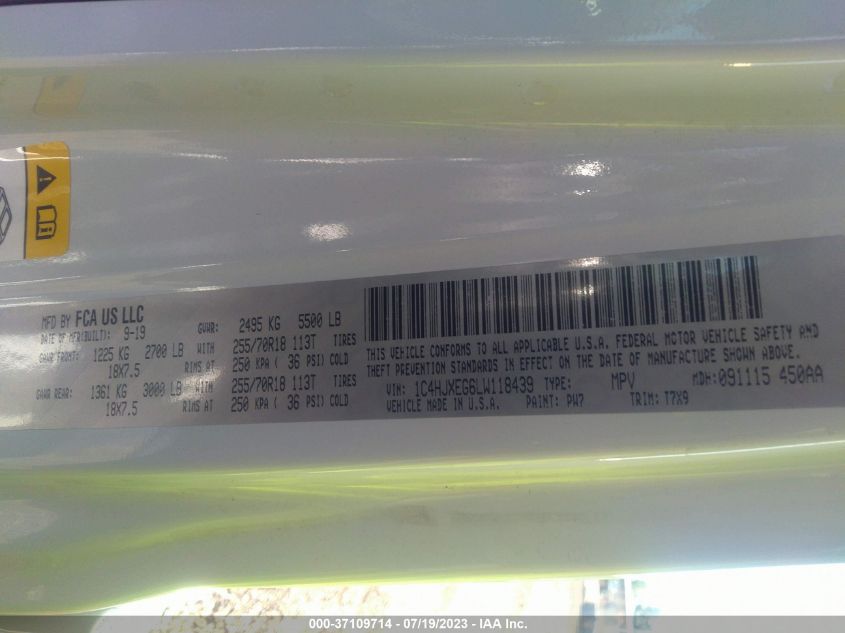 MFD BY FCA US LLC
DATE OF MFR(BUILT): 9-19
GVWR: 2495 KG 5500 LB
GAWR FRONT: 1225 KG 2700 LB WITH 255/70R18 113T TIRES
18X7.5 RIMS AT 250 KPA ( 36 PSI) COLD
GAWR REAR: 1361 KG 3000 LB WITH 255/70R18 113T TIRES
18X7.5 RIMS AT 250 KPA ( 36 PSI) COLD
THIS VEHICLE CONFORMS TO ALL APPLICABLE U.S.A. FEDERAL MOTOR VEHICLE SAFETY AND
THEFT PREVENTION STANDARDS IN EFFECT ON THE DATE OF MANUFACTURE SHOWN ABOVE.
VIN: 1C4HJXEG6LW118439 TYPE: MPV MDH: 091115 450AA
VEHICLE MADE IN U.S.A. PAINT: PW7 TRIM: T7X9
000-37109714 - 07/19/2023 - IAA Inc.